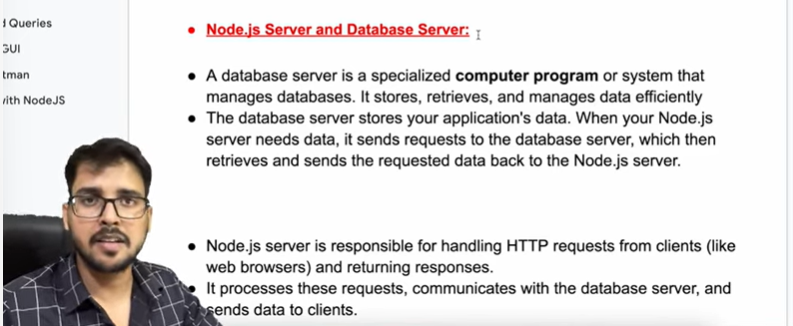 Queries
GUI
tman
with NodeJS
Node.js Server and Database Server:
A database server is a specialized computer program or system that
manages databases. It stores, retrieves, and manages data efficiently
The database server stores your application's data. When your Node.js
server needs data, it sends requests to the database server, which then
retrieves and sends the requested data back to the Node.js server.
Node.js server is responsible for handling HTTP requests from clients (like
web browsers) and returning responses.
It processes these requests, communicates with the database server, and
sends data to clients.